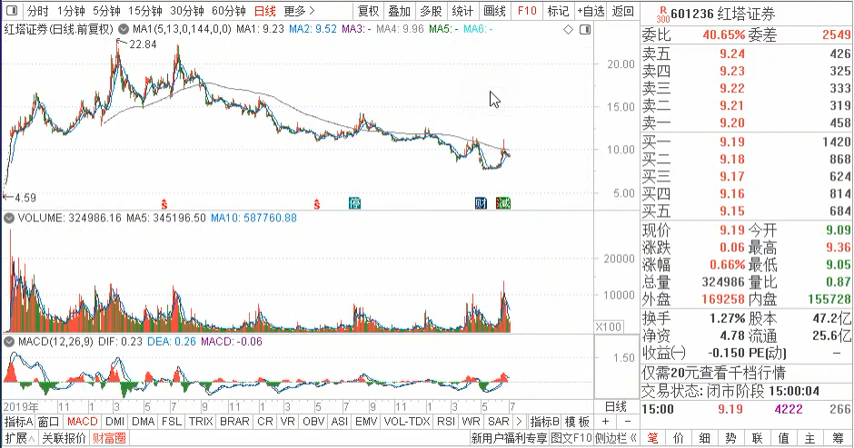 分时 1分钟 5分钟 15分钟 30分钟 60分钟 日线 更多 复权 叠加 多股 统计 画线 F10 标记 +自选 返回
R 300 601236 红塔证券
红塔证券(日线.前复权) MA1(5,13,0,144,0,0) MA1: 9.23 MA2: 9.52 MA3: - MA4: 9.96 MA5: - MA6: -
22.84
20.00
15.00
10.00
5.00
4.59
S S 停 财 减
VOLUME: 324986.16 MA5: 345196.50 MA10: 587760.88
20000
10000
X100
MACD(12,26,9) DIF: 0.23 DEA: 0.26 MACD: -0.06
1.50
2019年 11 1 3 5 7 9 11 1 3 5 7 9 11 1 3 5 7 日线
指标A 窗口 MACD DMI DMA FSL TRIX BRAR CR VR OBV ASI EMV VOL-TDX RSI WR SAR 指标B 模板 + -
扩展 关联报价 财富圈 新用户福利专享 图文F10 侧边栏
委比 40.65% 委差 2549
卖五 9.24 426
卖四 9.23 325
卖三 9.22 333
卖二 9.21 319
卖一 9.20 458
买一 9.19 1420
买二 9.18 868
买三 9.17 624
买四 9.16 814
买五 9.15 684
现价 9.19 今开 9.09
涨跌 0.06 最高 9.36
涨幅 0.66% 最低 9.05
总量 324986 量比 0.87
外盘 169258 内盘 155728
换手 1.27% 股本 47.2亿
净资 4.78 流通 25.6亿
收益㈠ -0.150 PE(动) –
仅需20元查看千档行情
交易状态: 闭市阶段 15:00:04
15:00 9.19 4222 266
笔 价 细 势 联 值 主 筹